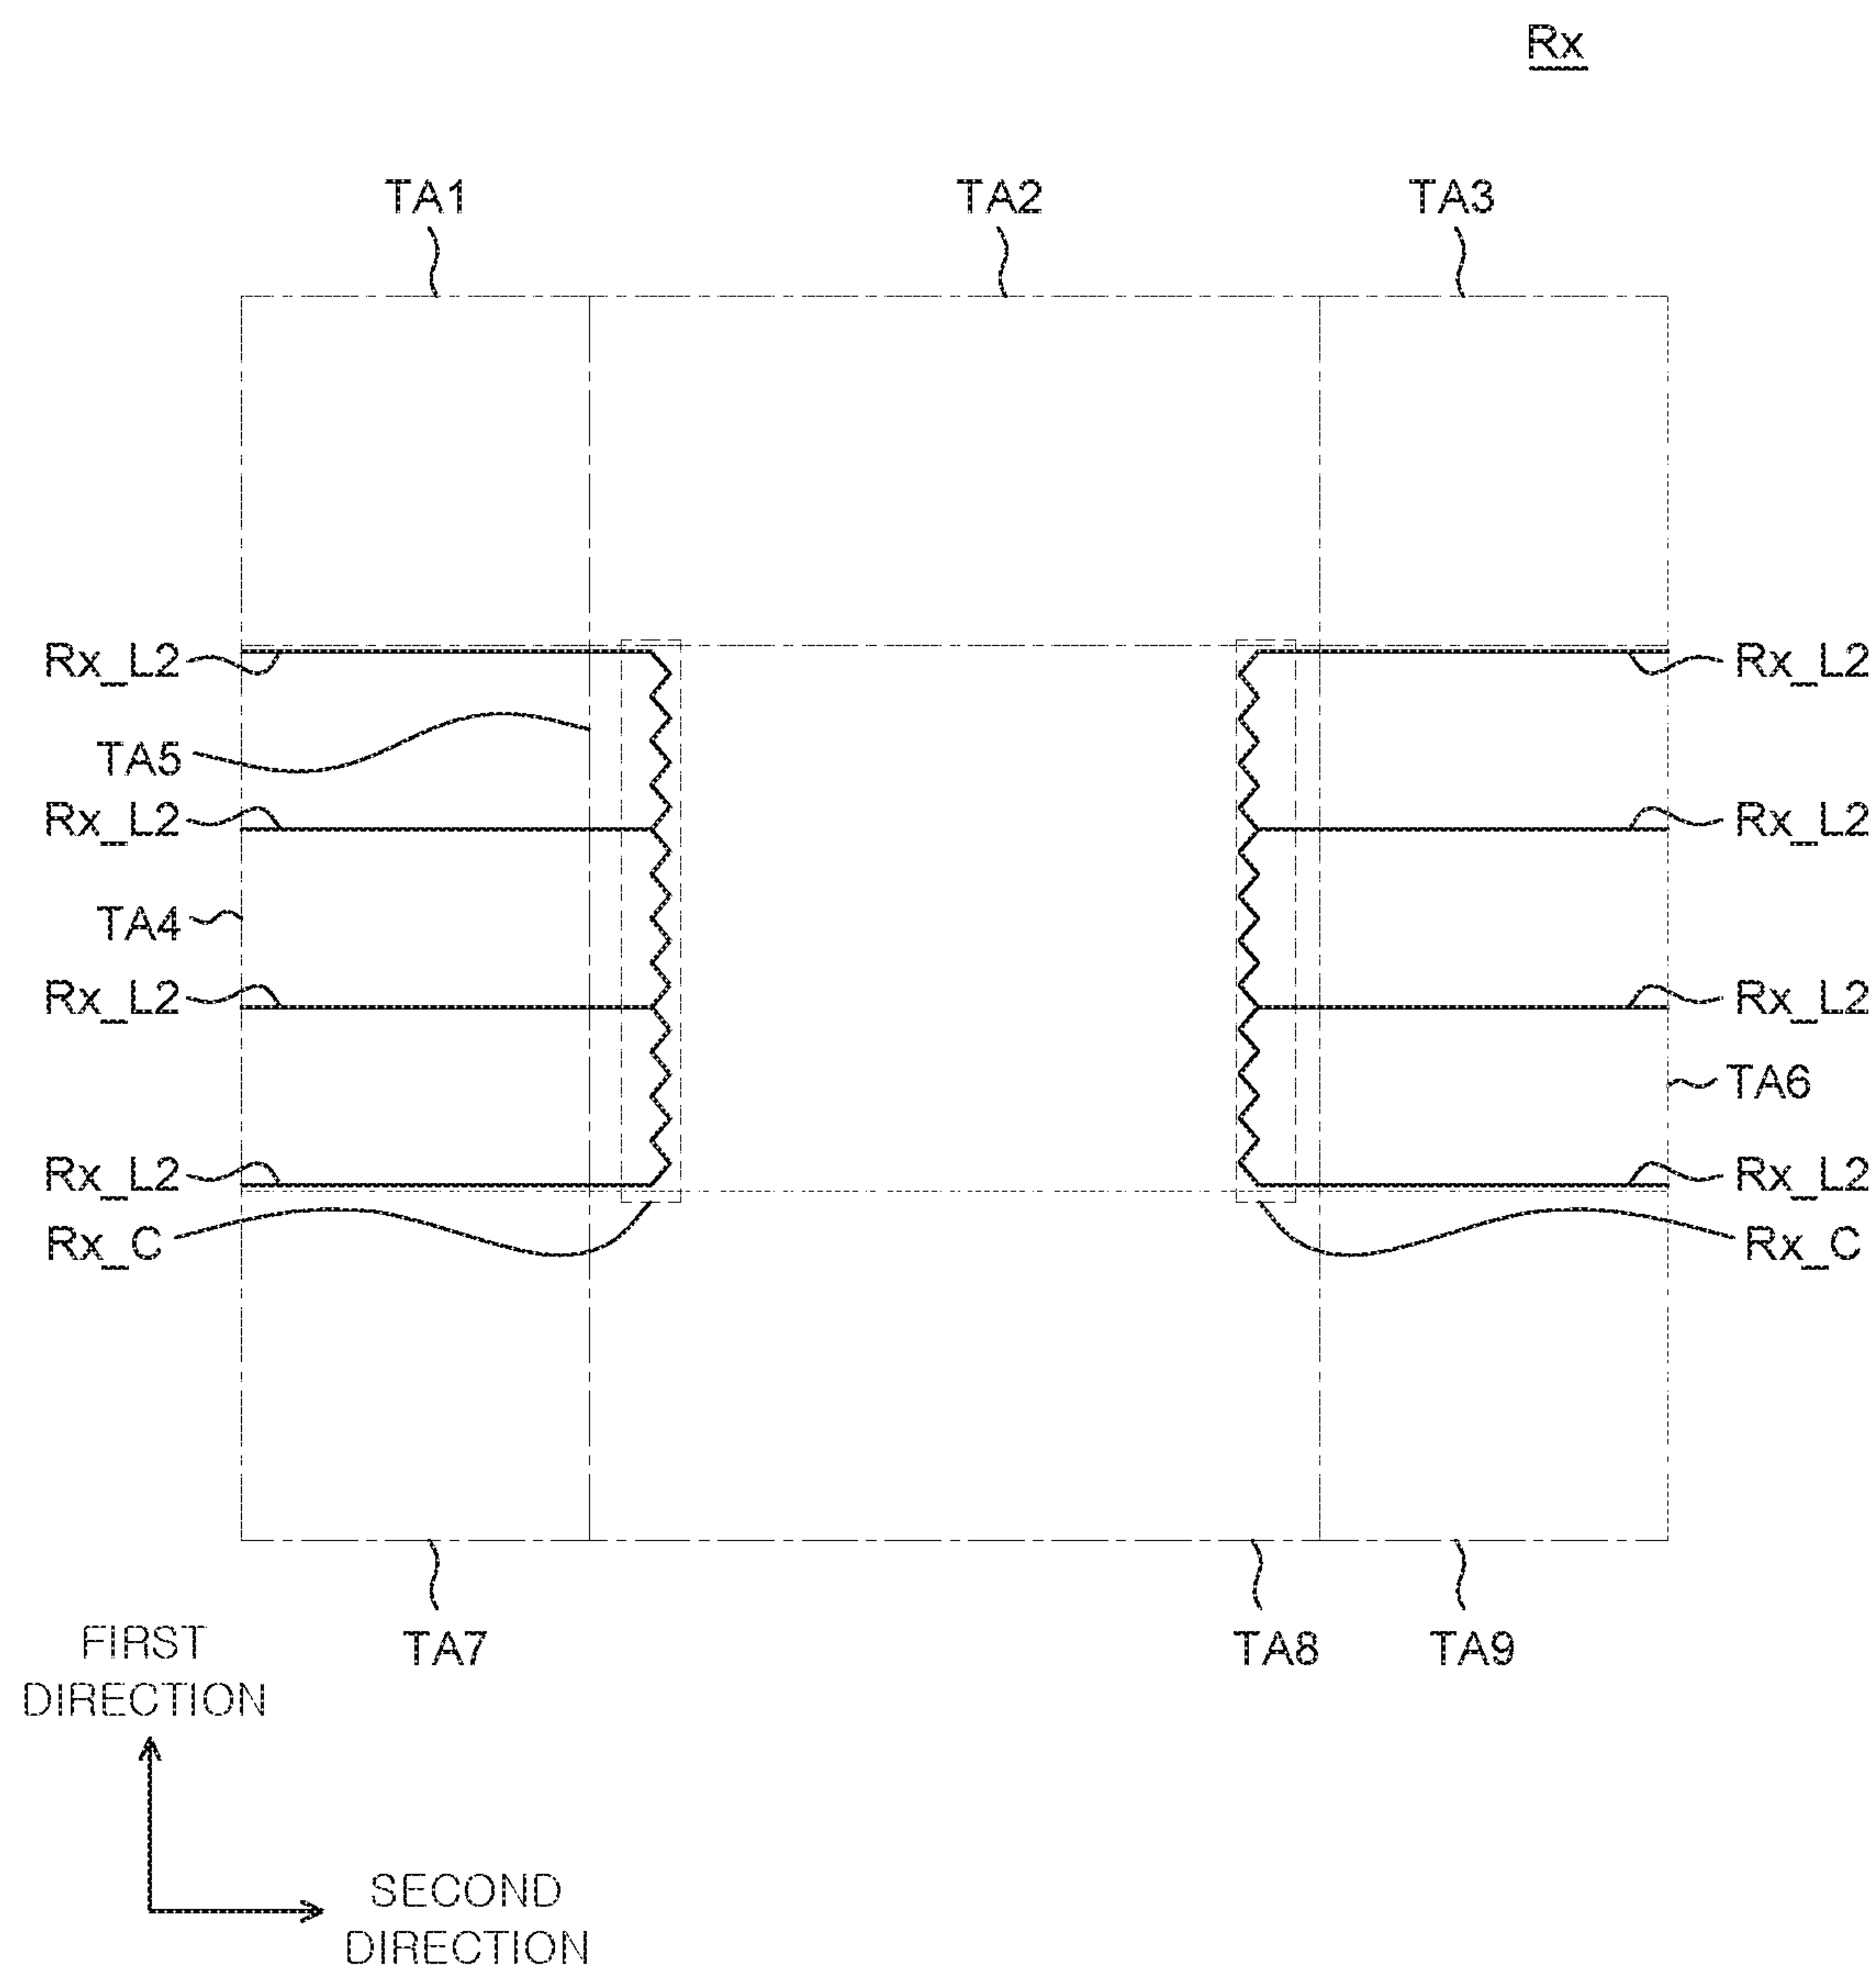 Rx
TA1 TA2 TA3
Rx_L2 Rx_L2
TA5
Rx_L2 Rx_L2
TA4
Rx_L2 Rx_L2
TA6
Rx_L2 Rx_L2
Rx_C Rx_C
TA7 TA8 TA9
FIRST
DIRECTION
SECOND
DIRECTION